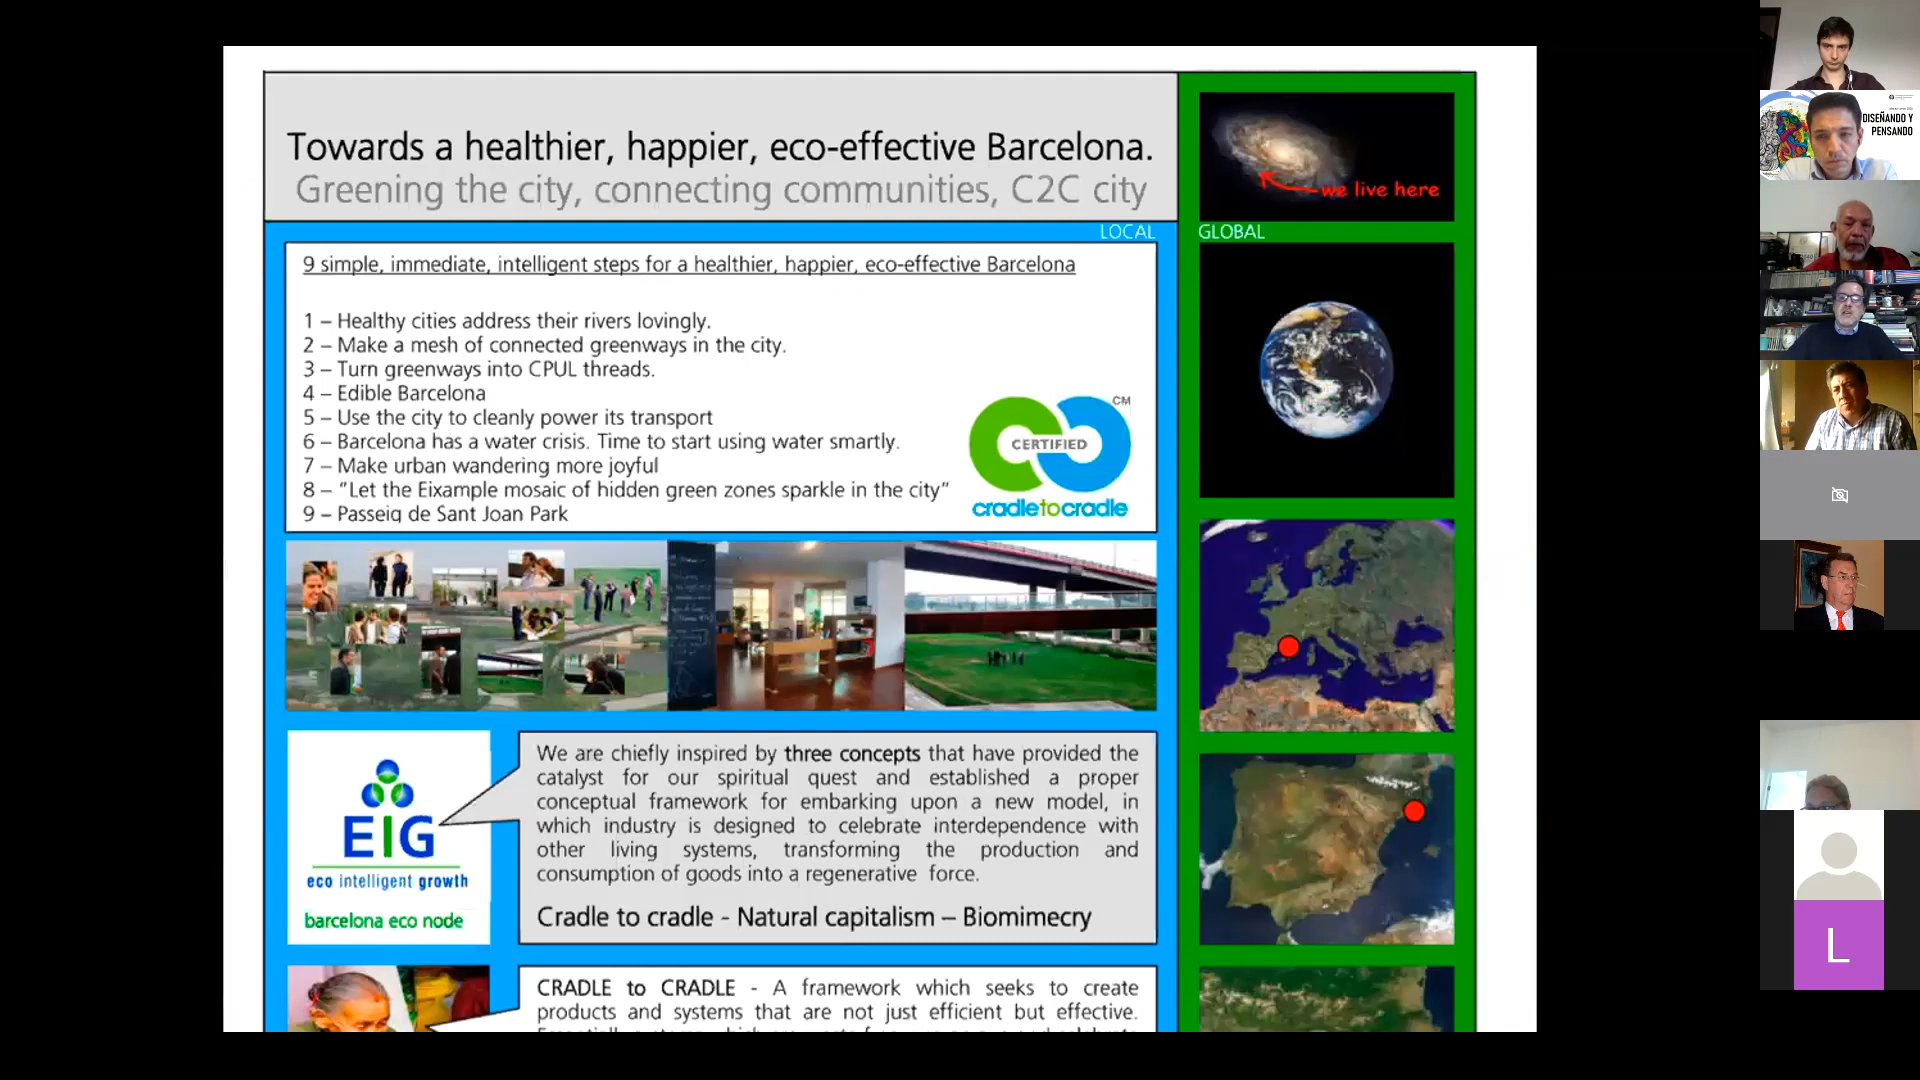 Towards a healthier, happier, eco-effective Barcelona.
Greening the city, connecting communities, C2C city
we live here
LOCAL
GLOBAL
9 simple, immediate, intelligent steps for a healthier, happier, eco-effective Barcelona
1 – Healthy cities address their rivers lovingly.
2 – Make a mesh of connected greenways in the city.
3 – Turn greenways into CPUL threads.
4 – Edible Barcelona
5 – Use the city to cleanly power its transport
6 – Barcelona has a water crisis. Time to start using water smartly.
7 – Make urban wandering more joyful
8 – "Let the Eixample mosaic of hidden green zones sparkle in the city"
9 – Passeig de Sant Joan Park
CM
CERTIFIED
cradletocradle
EIG
eco intelligent growth
barcelona eco node
We are chiefly inspired by three concepts that have provided the
catalyst for our spiritual quest and established a proper
conceptual framework for embarking upon a new model, in
which industry is designed to celebrate interdependence with
other living systems, transforming the production and
consumption of goods into a regenerative force.
Cradle to cradle - Natural capitalism – Biomimecry
CRADLE to CRADLE - A framework which seeks to create
products and systems that are not just efficient but effective.
DISEÑANDO Y
PENSANDO
L